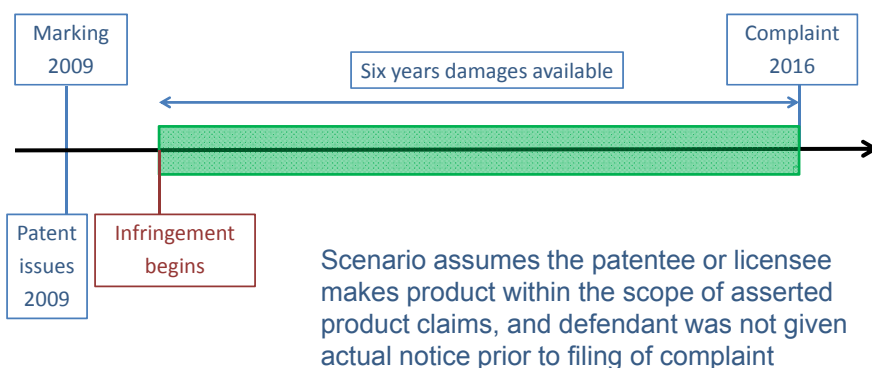 Marking
2009
Complaint
2016
Six years damages available
Patent
issues
2009
Infringement
begins
Scenario assumes the patentee or licensee
makes product within the scope of asserted
product claims, and defendant was not given
actual notice prior to filing of complaint